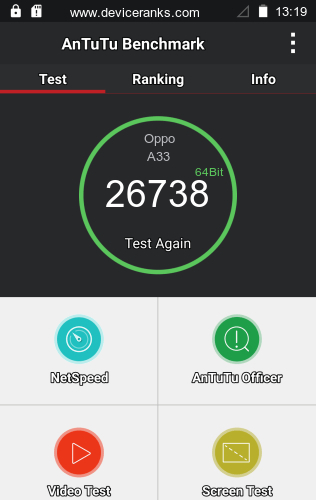 www.deviceranks.com 13:19
AnTuTu Benchmark
Test Ranking Info
Oppo
A33
64Bit
26738
Test Again
NetSpeed AnTuTu Officer
Video Test Screen Test